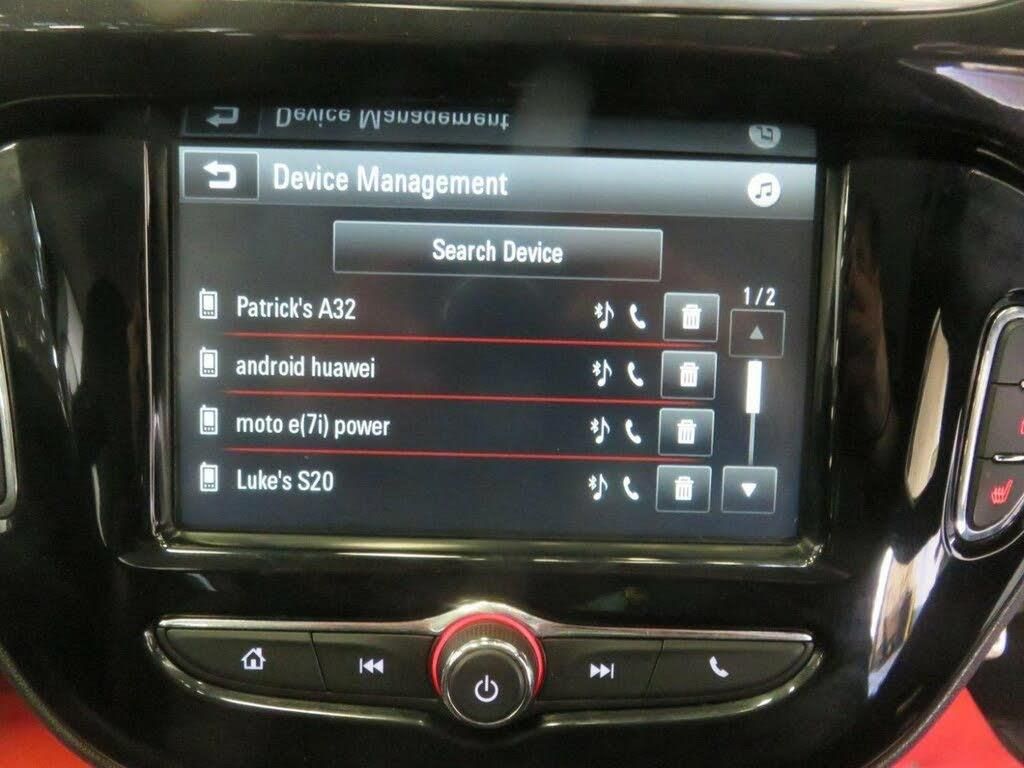 Device Management
Device Management
Search Device
Patrick's A32
1/2
android huawei
moto e(7i) power
Luke's S20